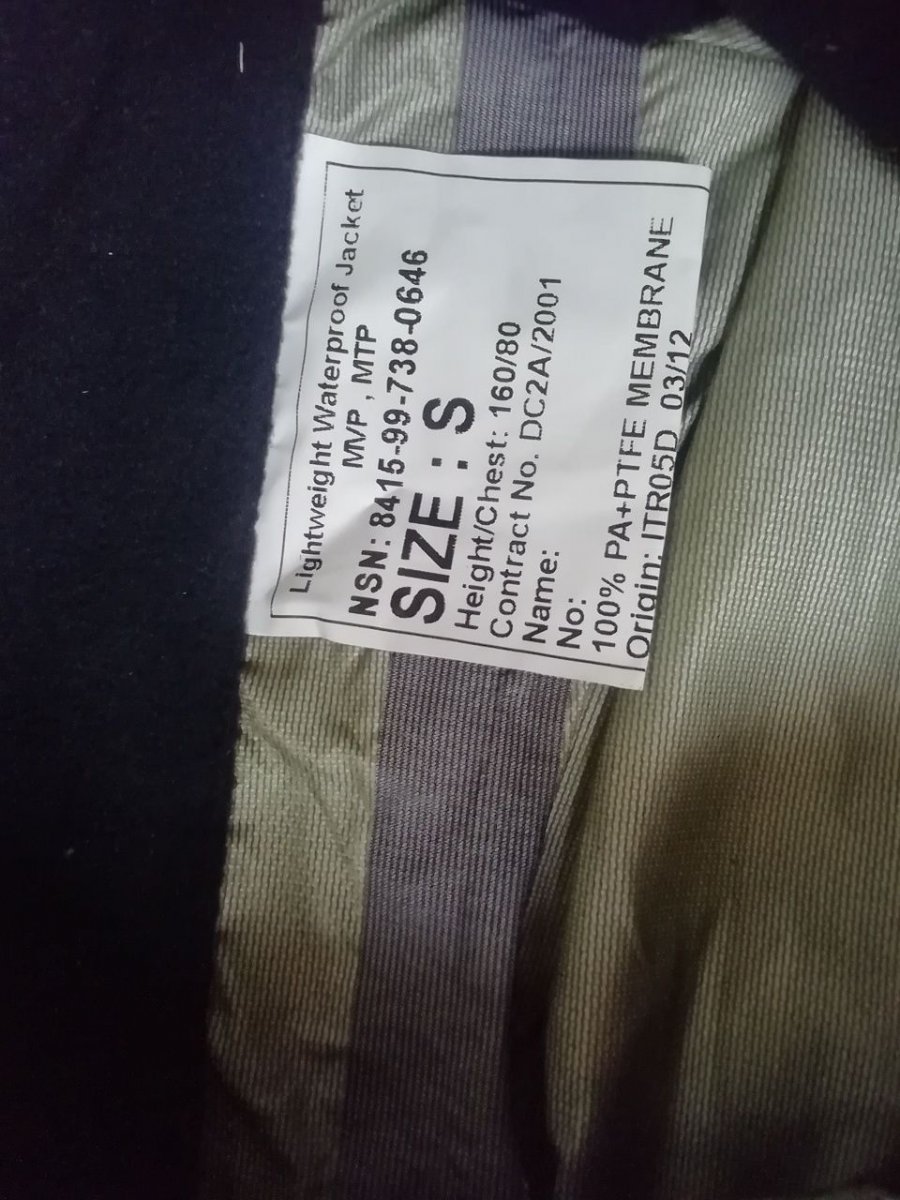 Lightweight Waterproof Jacket
MVP , MTP
NSN: 8415-99-738-0646
SIZE : S
Height/Chest: 160/80
Contract No. DC2A/2001
Name:
No:
100% PA+PTFE MEMBRANE
Origin: ITR05D 03/12